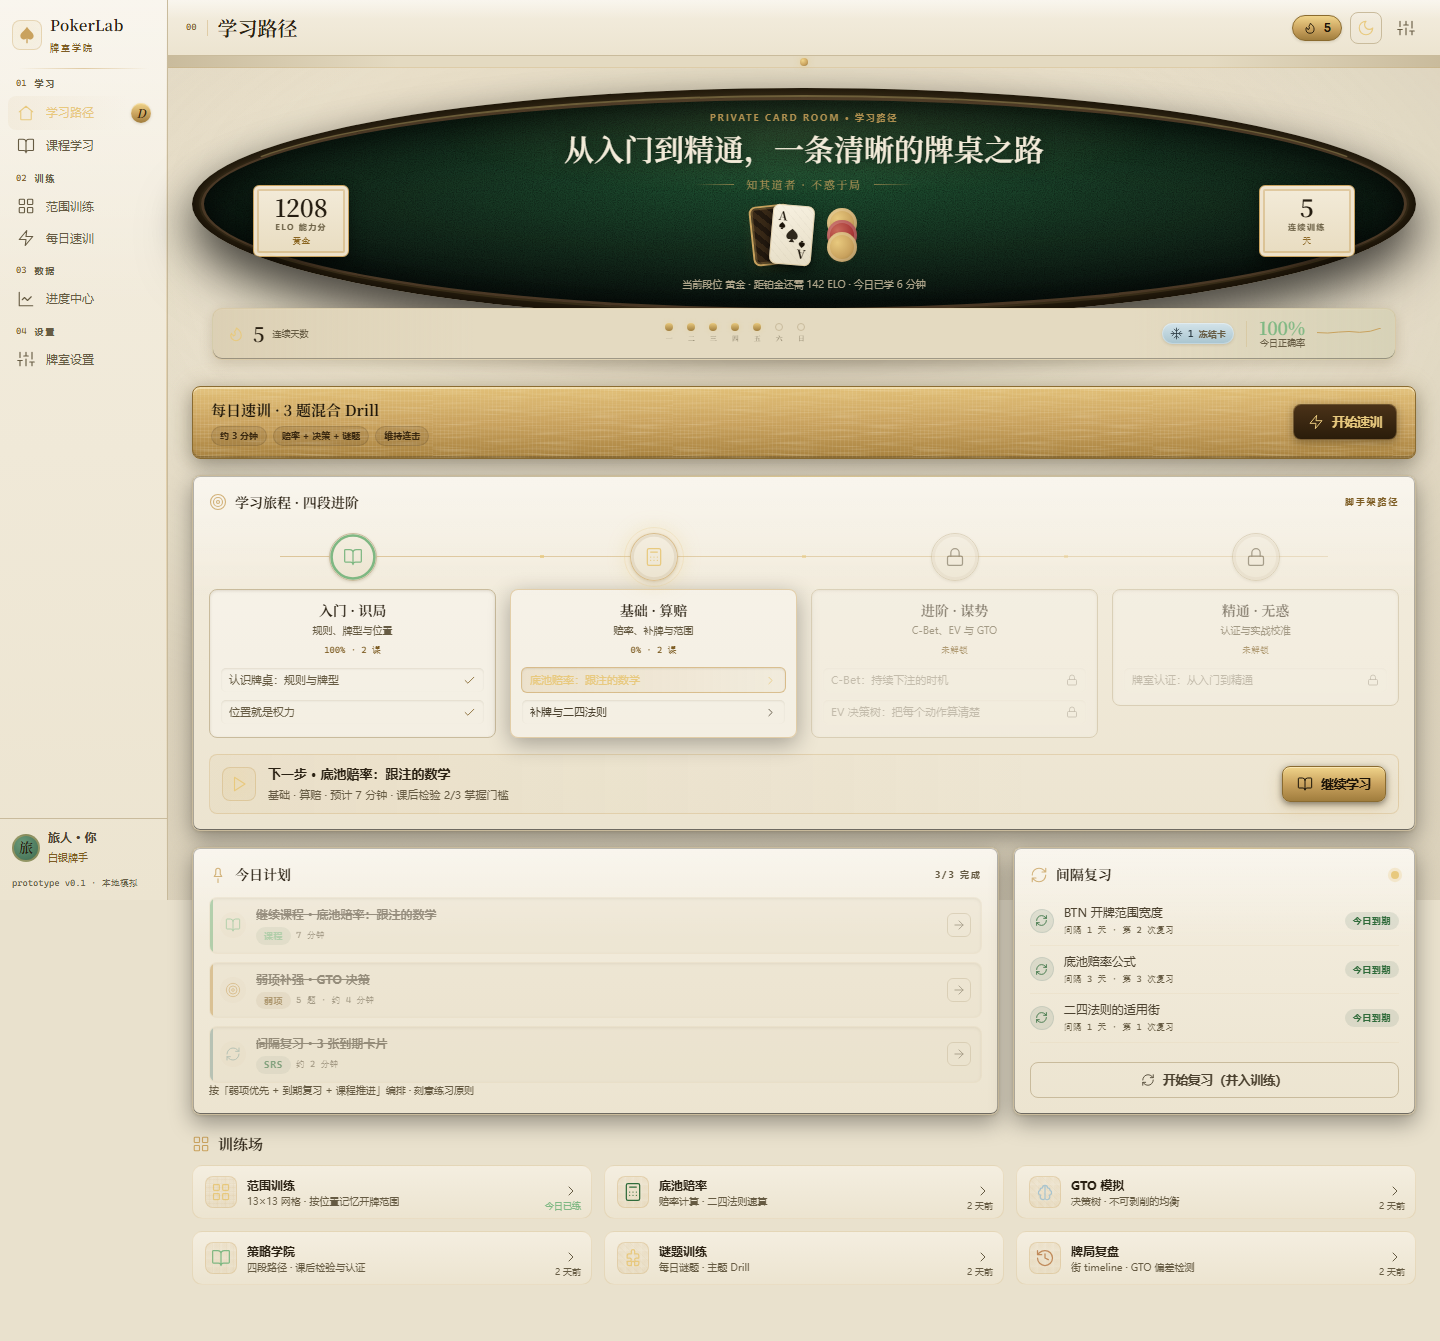 PokerLab
牌室学院
01 学习
学习路径
D
课程学习
02 训练
范围训练
每日速训
03 数据
进度中心
04 设置
牌室设置
旅
旅人·你
白银牌手
prototype v0.1 · 本地模拟
00
学习路径
5
PRIVATE CARD ROOM • 学习路径
从入门到精通，一条清晰的牌桌之路
知其道者 · 不惑于局
1208
ELO 能力分
黄金
A
A
5
连续训练
天
当前段位 黄金 · 距铂金还需 142 ELO · 今日已学 6 分钟
5 连续天数
一 二 三 四 五 六 日
1 冻结卡
100%
今日正确率
每日速训 · 3 题混合 Drill
约 3 分钟
赔率 + 决策 + 谜题
维持连击
开始速训
学习旅程 · 四段进阶
脚手架路径
入门 · 识局
规则、牌型与位置
100% · 2 课
认识牌桌：规则与牌型
位置就是权力
基础 · 算赔
赔率、补牌与范围
0% · 2 课
底池赔率：跟注的数学
补牌与二四法则
进阶 · 谋势
C-Bet、EV 与 GTO
未解锁
C-Bet：持续下注的时机
EV 决策树：把每个动作算清楚
精通 · 无惑
认证与实战校准
未解锁
牌室认证：从入门到精通
下一步 • 底池赔率：跟注的数学
基础 · 算赔 · 预计 7 分钟 · 课后检验 2/3 掌握门槛
继续学习
今日计划
3/3 完成
继续课程 · 底池赔率：跟注的数学
课程 7 分钟
弱项补强 · GTO 决策
弱项 5 题 · 约 4 分钟
间隔复习 · 3 张到期卡片
SRS 约 2 分钟
按「弱项优先 + 到期复习 + 课程推进」编排 · 刻意练习原则
间隔复习
BTN 开牌范围宽度
间隔 1 天 · 第 2 次复习
今日到期
底池赔率公式
间隔 3 天 · 第 3 次复习
今日到期
二四法则的适用街
间隔 1 天 · 第 1 次复习
今日到期
开始复习（并入训练）
训练场
范围训练
13×13 网格 · 按位置记忆开牌范围
今日已练
底池赔率
赔率计算 · 二四法则速算
2 天前
GTO 模拟
决策树 · 不可剥削的均衡
2 天前
策略学院
四段路径 · 课后检验与认证
2 天前
谜题训练
每日谜题 · 主题 Drill
2 天前
牌局复盘
街 timeline · GTO 偏差检测
2 天前